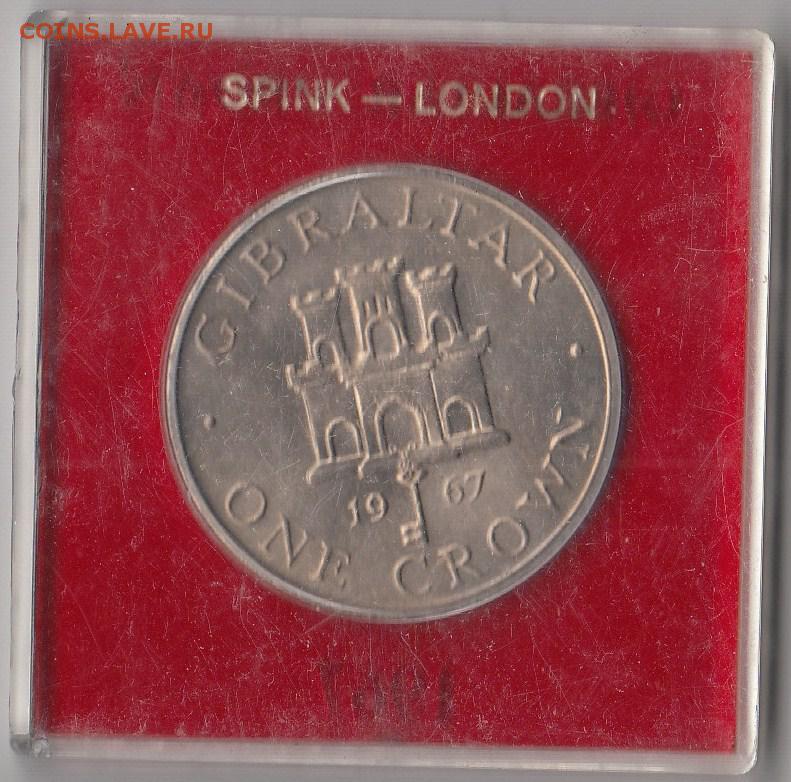 COINS.LAVE.RU
SPINK — LONDON
GIBRALTAR
19 67
ONE CROWN